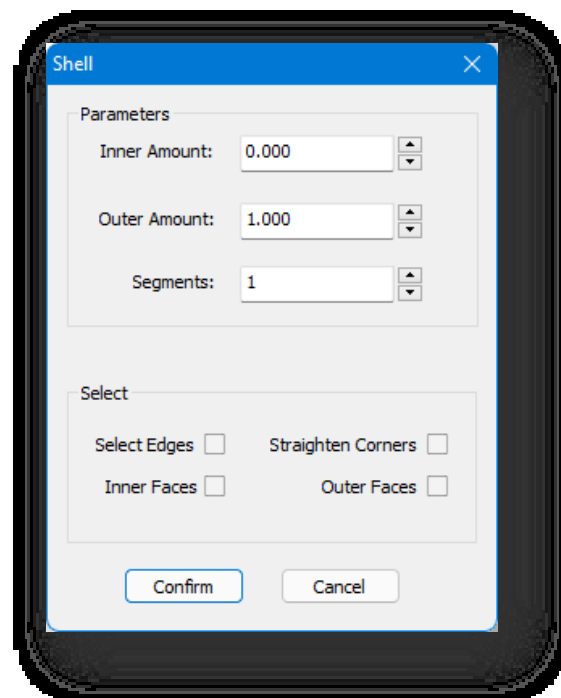 Shell
Parameters
Inner Amount: 0.000
Outer Amount: 1.000
Segments: 1
Select
Select Edges Straighten Corners
Inner Faces Outer Faces
Confirm Cancel